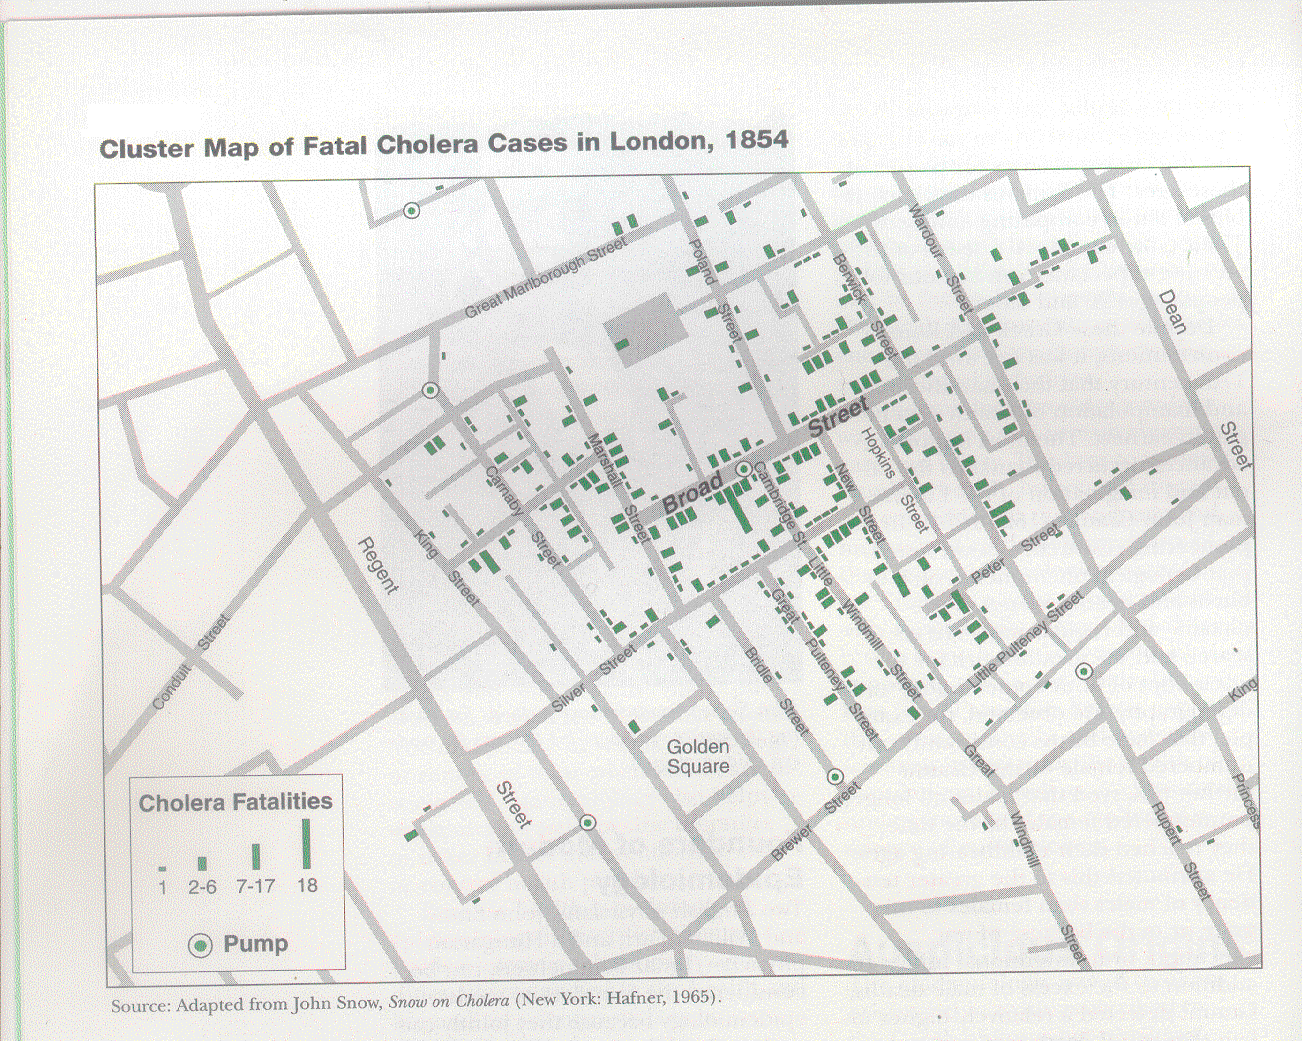 Cluster Map of Fatal Cholera Cases in London, 1854
Great Marlborough Street
Poland
Street
Berwick
Street
Wardour
Street
Dean
Street
Broad
Street
Cambridge St.
Hopkins
Street
New
Street
Marshall
Street
Carnaby
Street
King
Street
Regent
Street
Conduit Street
Peter Street
Little
Windmill
Street
Great
Pulteney
Street
Bridle
Street
Little Pulteney Street
Silver Street
Golden
Square
Brewer Street
Great
Windmill
Street
Rupert
Street
King
Princess
Cholera Fatalities
1 2-6 7-17 18
Pump
Source: Adapted from John Snow, Snow on Cholera (New York: Hafner, 1965).